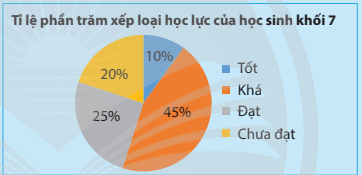 Tỉ lệ phần trăm xếp loại học lực của học sinh khối 7
10%
20%
45%
25%
Tốt
Khá
Đạt
Chưa đạt